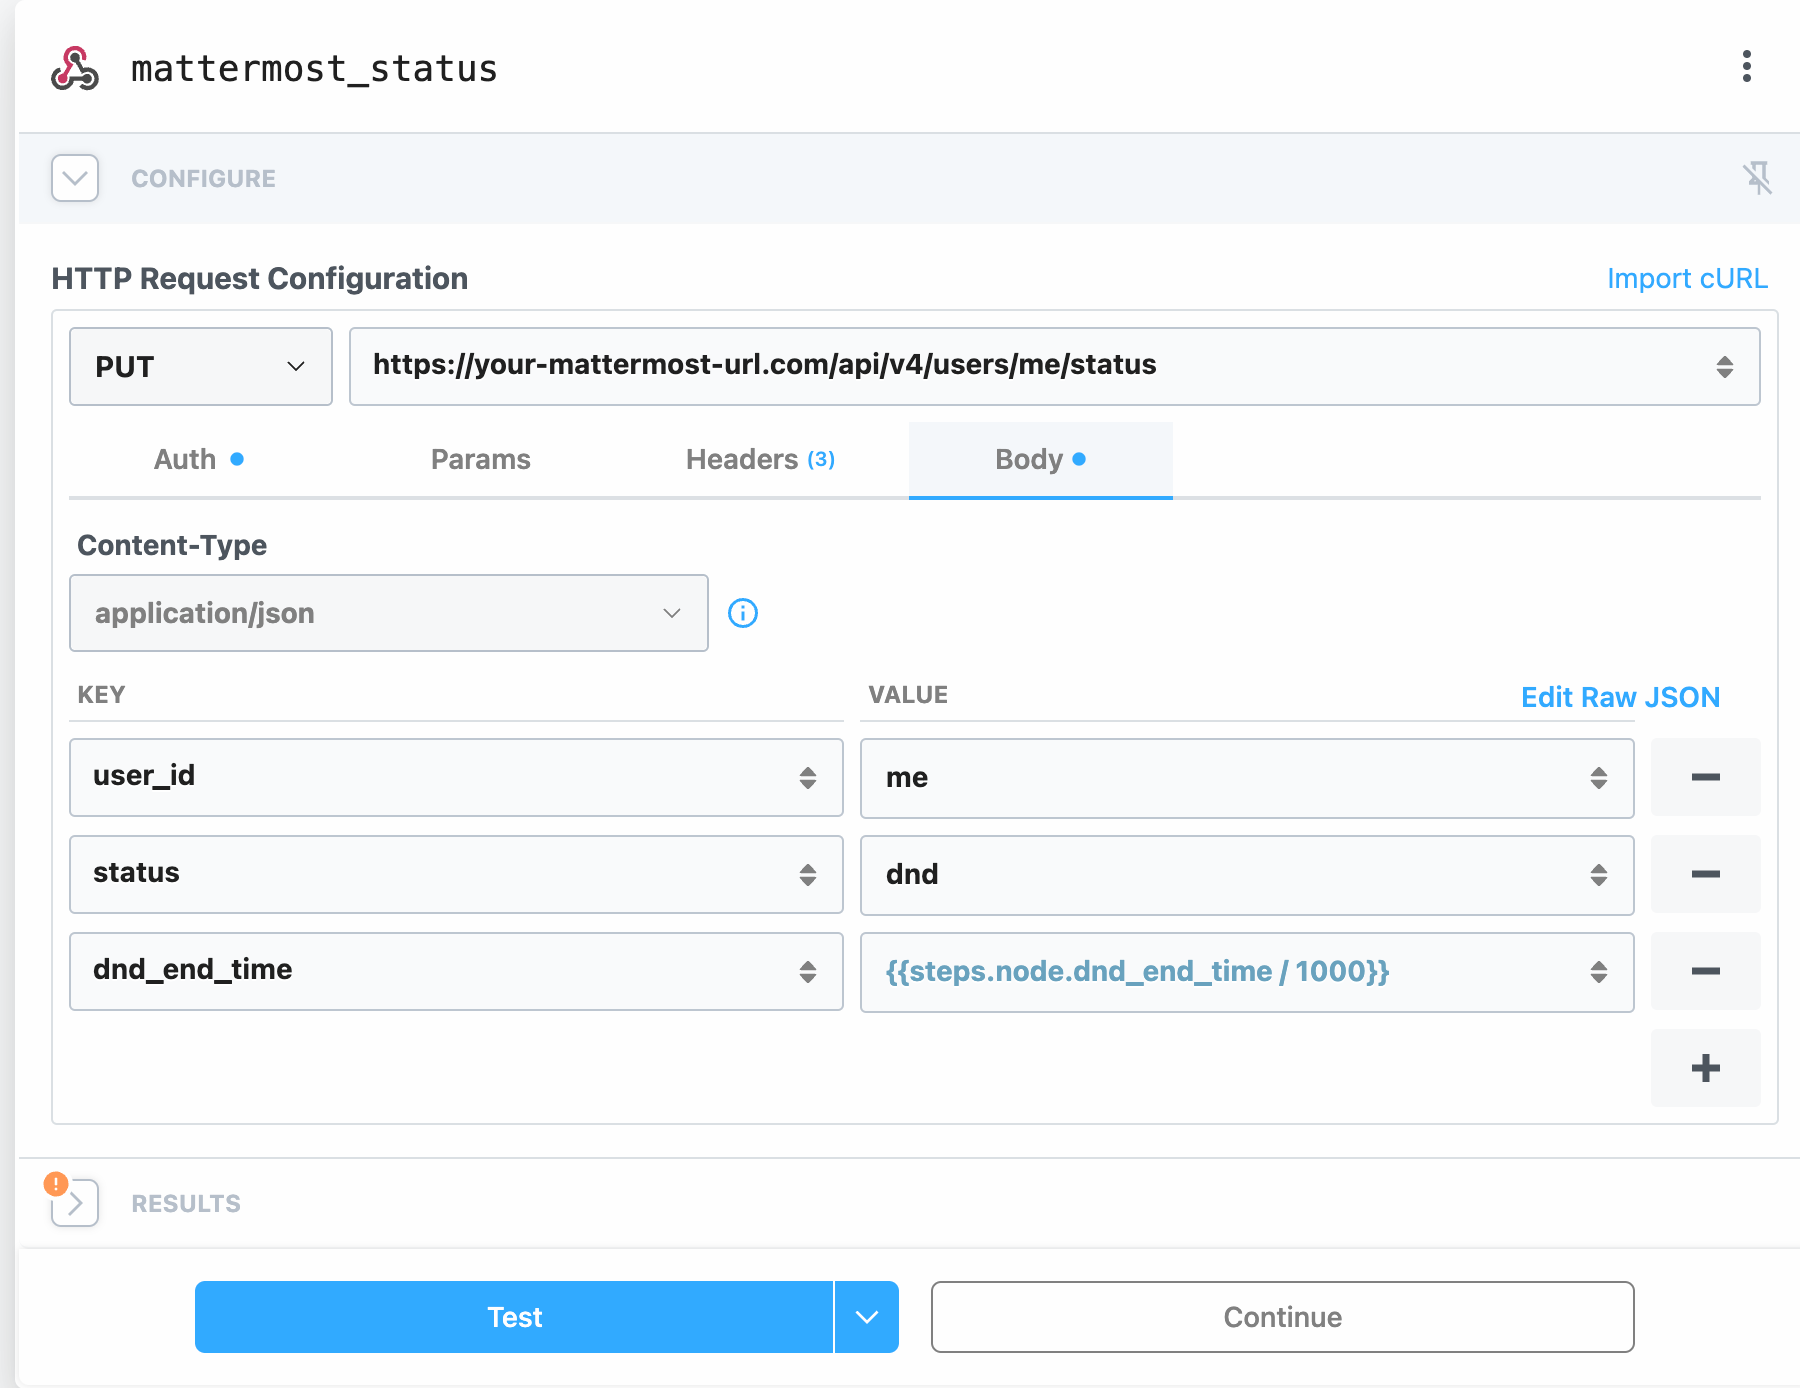 mattermost_status
CONFIGURE
HTTP Request Configuration
Import cURL
PUT
https://your-mattermost-url.com/api/v4/users/me/status
Auth
Params
Headers (3)
Body
Content-Type
application/json
KEY
VALUE
Edit Raw JSON
user_id
me
status
dnd
dnd_end_time
{{steps.node.dnd_end_time / 1000}}
RESULTS
Test
Continue